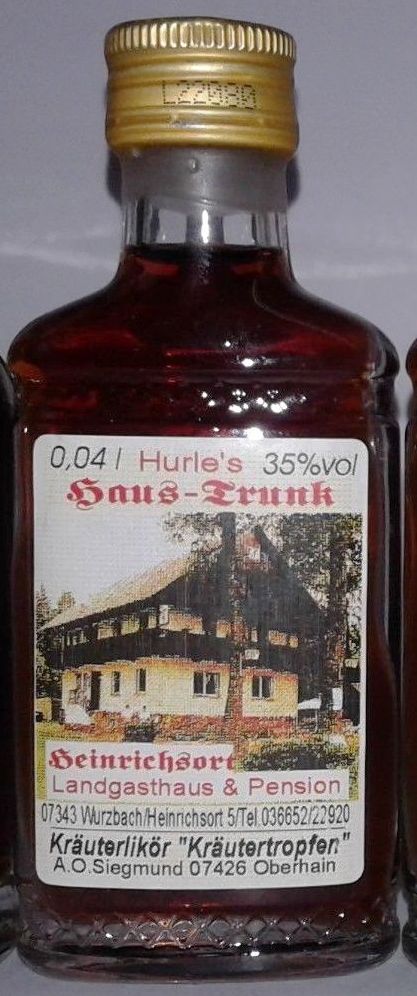 L22080
0,04 l Hurle's 35%vol
Haus-Trunk
Heinrichsort
Landgasthaus & Pension
07343 Wurzbach/Heinrichsort 5/Tel.036652/22920
Kräuterlikör "Kräutertropfen"
A.O.Siegmund 07426 Oberhain